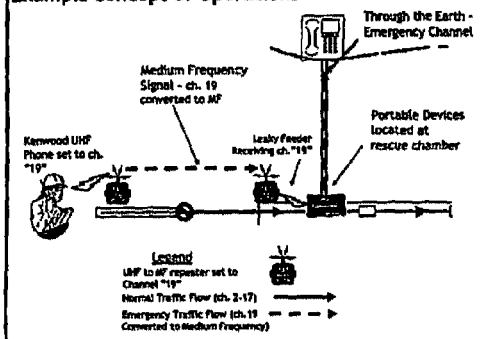 Example Concept of Operations
Through the Earth -
Emergency Channel
Medium Frequency
Signal - ch. 19
converted to MF
Portable Devices
located at
rescue chamber
Leaky Feeder
Receiving ch. "19"
Kenwood UHF
Phone set to ch.
"19"
Legend
UHF to MF repeater set to
Channel "19"
Normal Traffic Flow (ch. 2-17)
Emergency Traffic Flow (ch. 19
Converted to Medium Frequency)